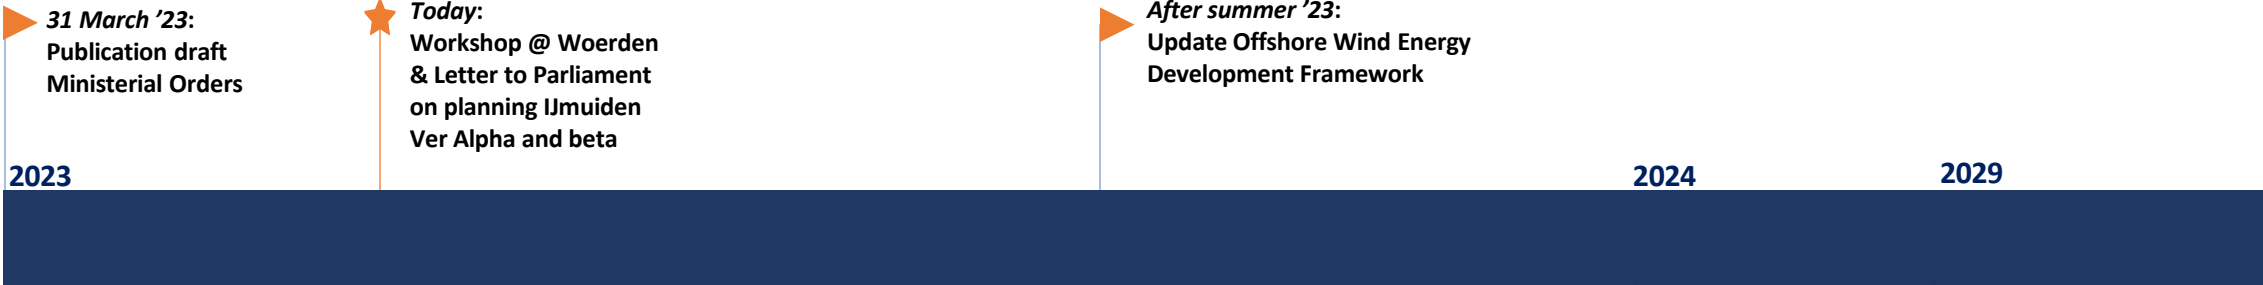 31 March ’23:
Publication draft
Ministerial Orders
Today:
Workshop @ Woerden
& Letter to Parliament
on planning IJmuiden
Ver Alpha and beta
After summer ’23:
Update Offshore Wind Energy
Development Framework
2023
2024
2029